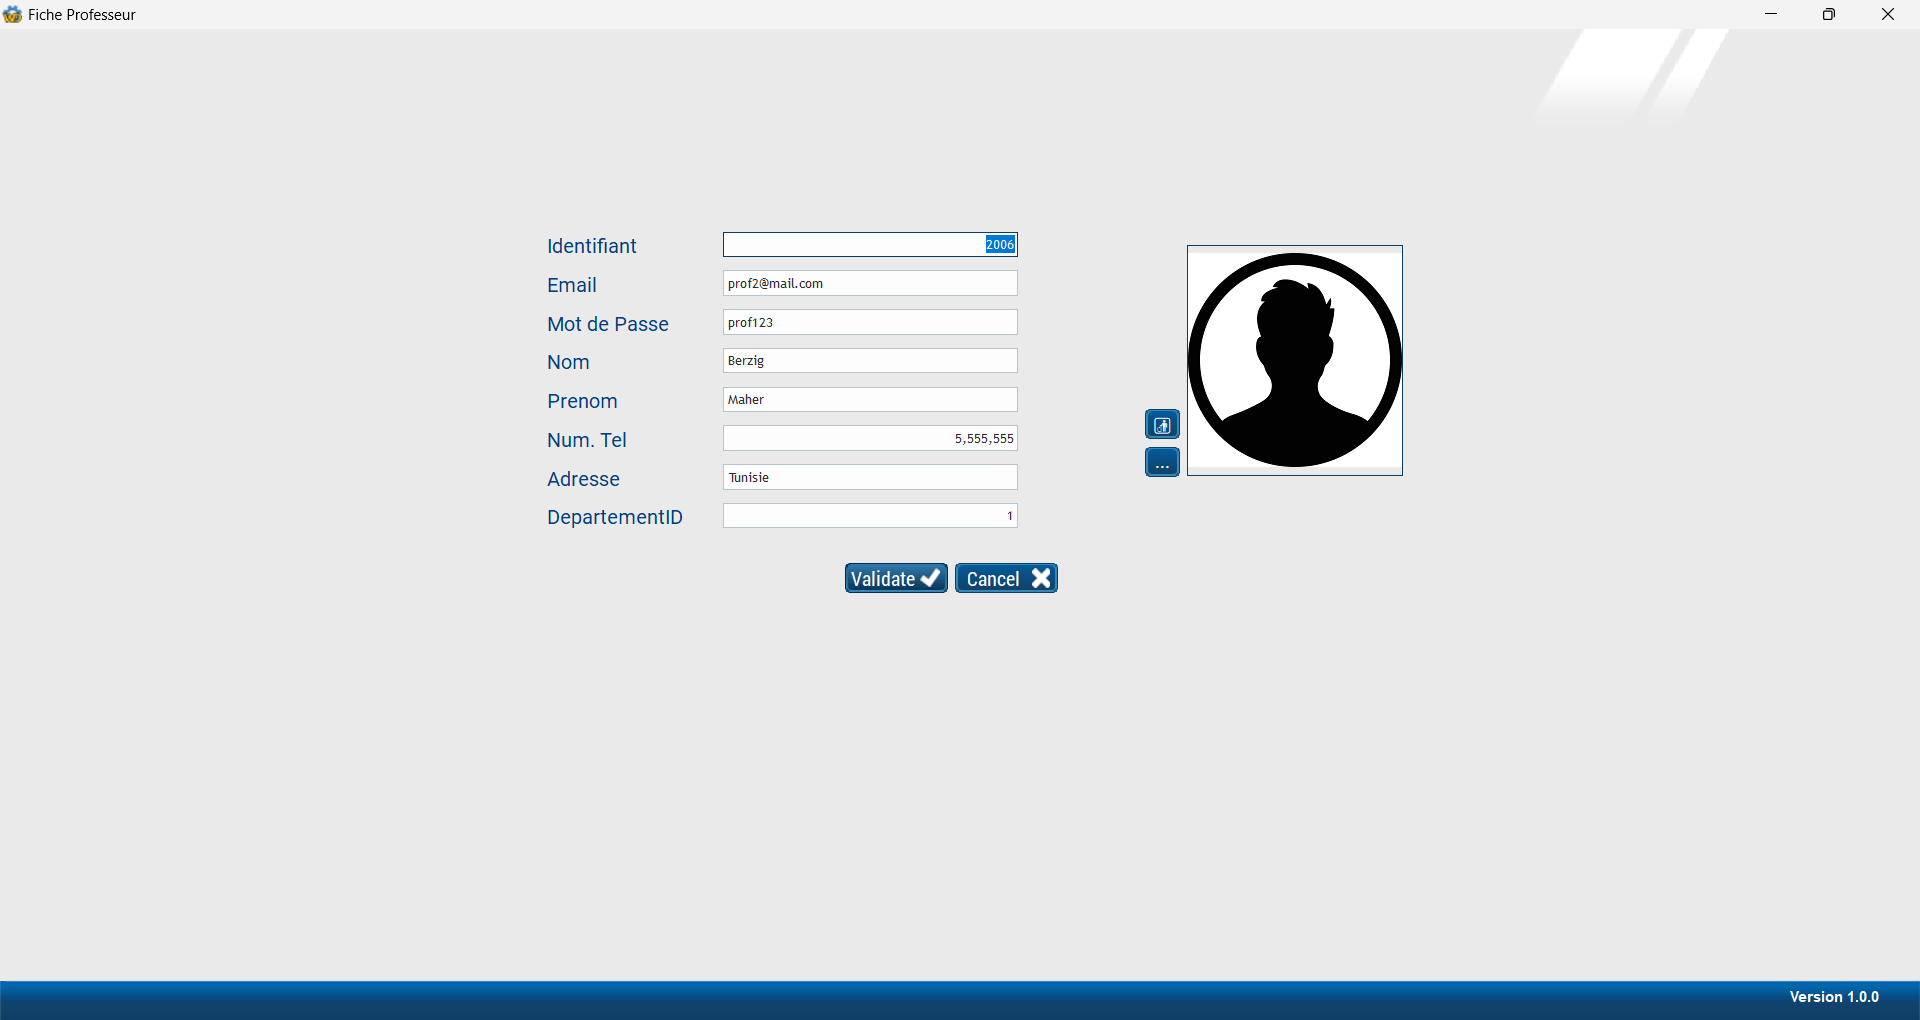 Fiche Professeur
Identifiant 2006
Email prof2@mail.com
Mot de Passe prof123
Nom Berzig
Prenom Maher
Num. Tel 5,555,555
Adresse Tunisie
DepartementID 1
...
Validate Cancel
Version 1.0.0